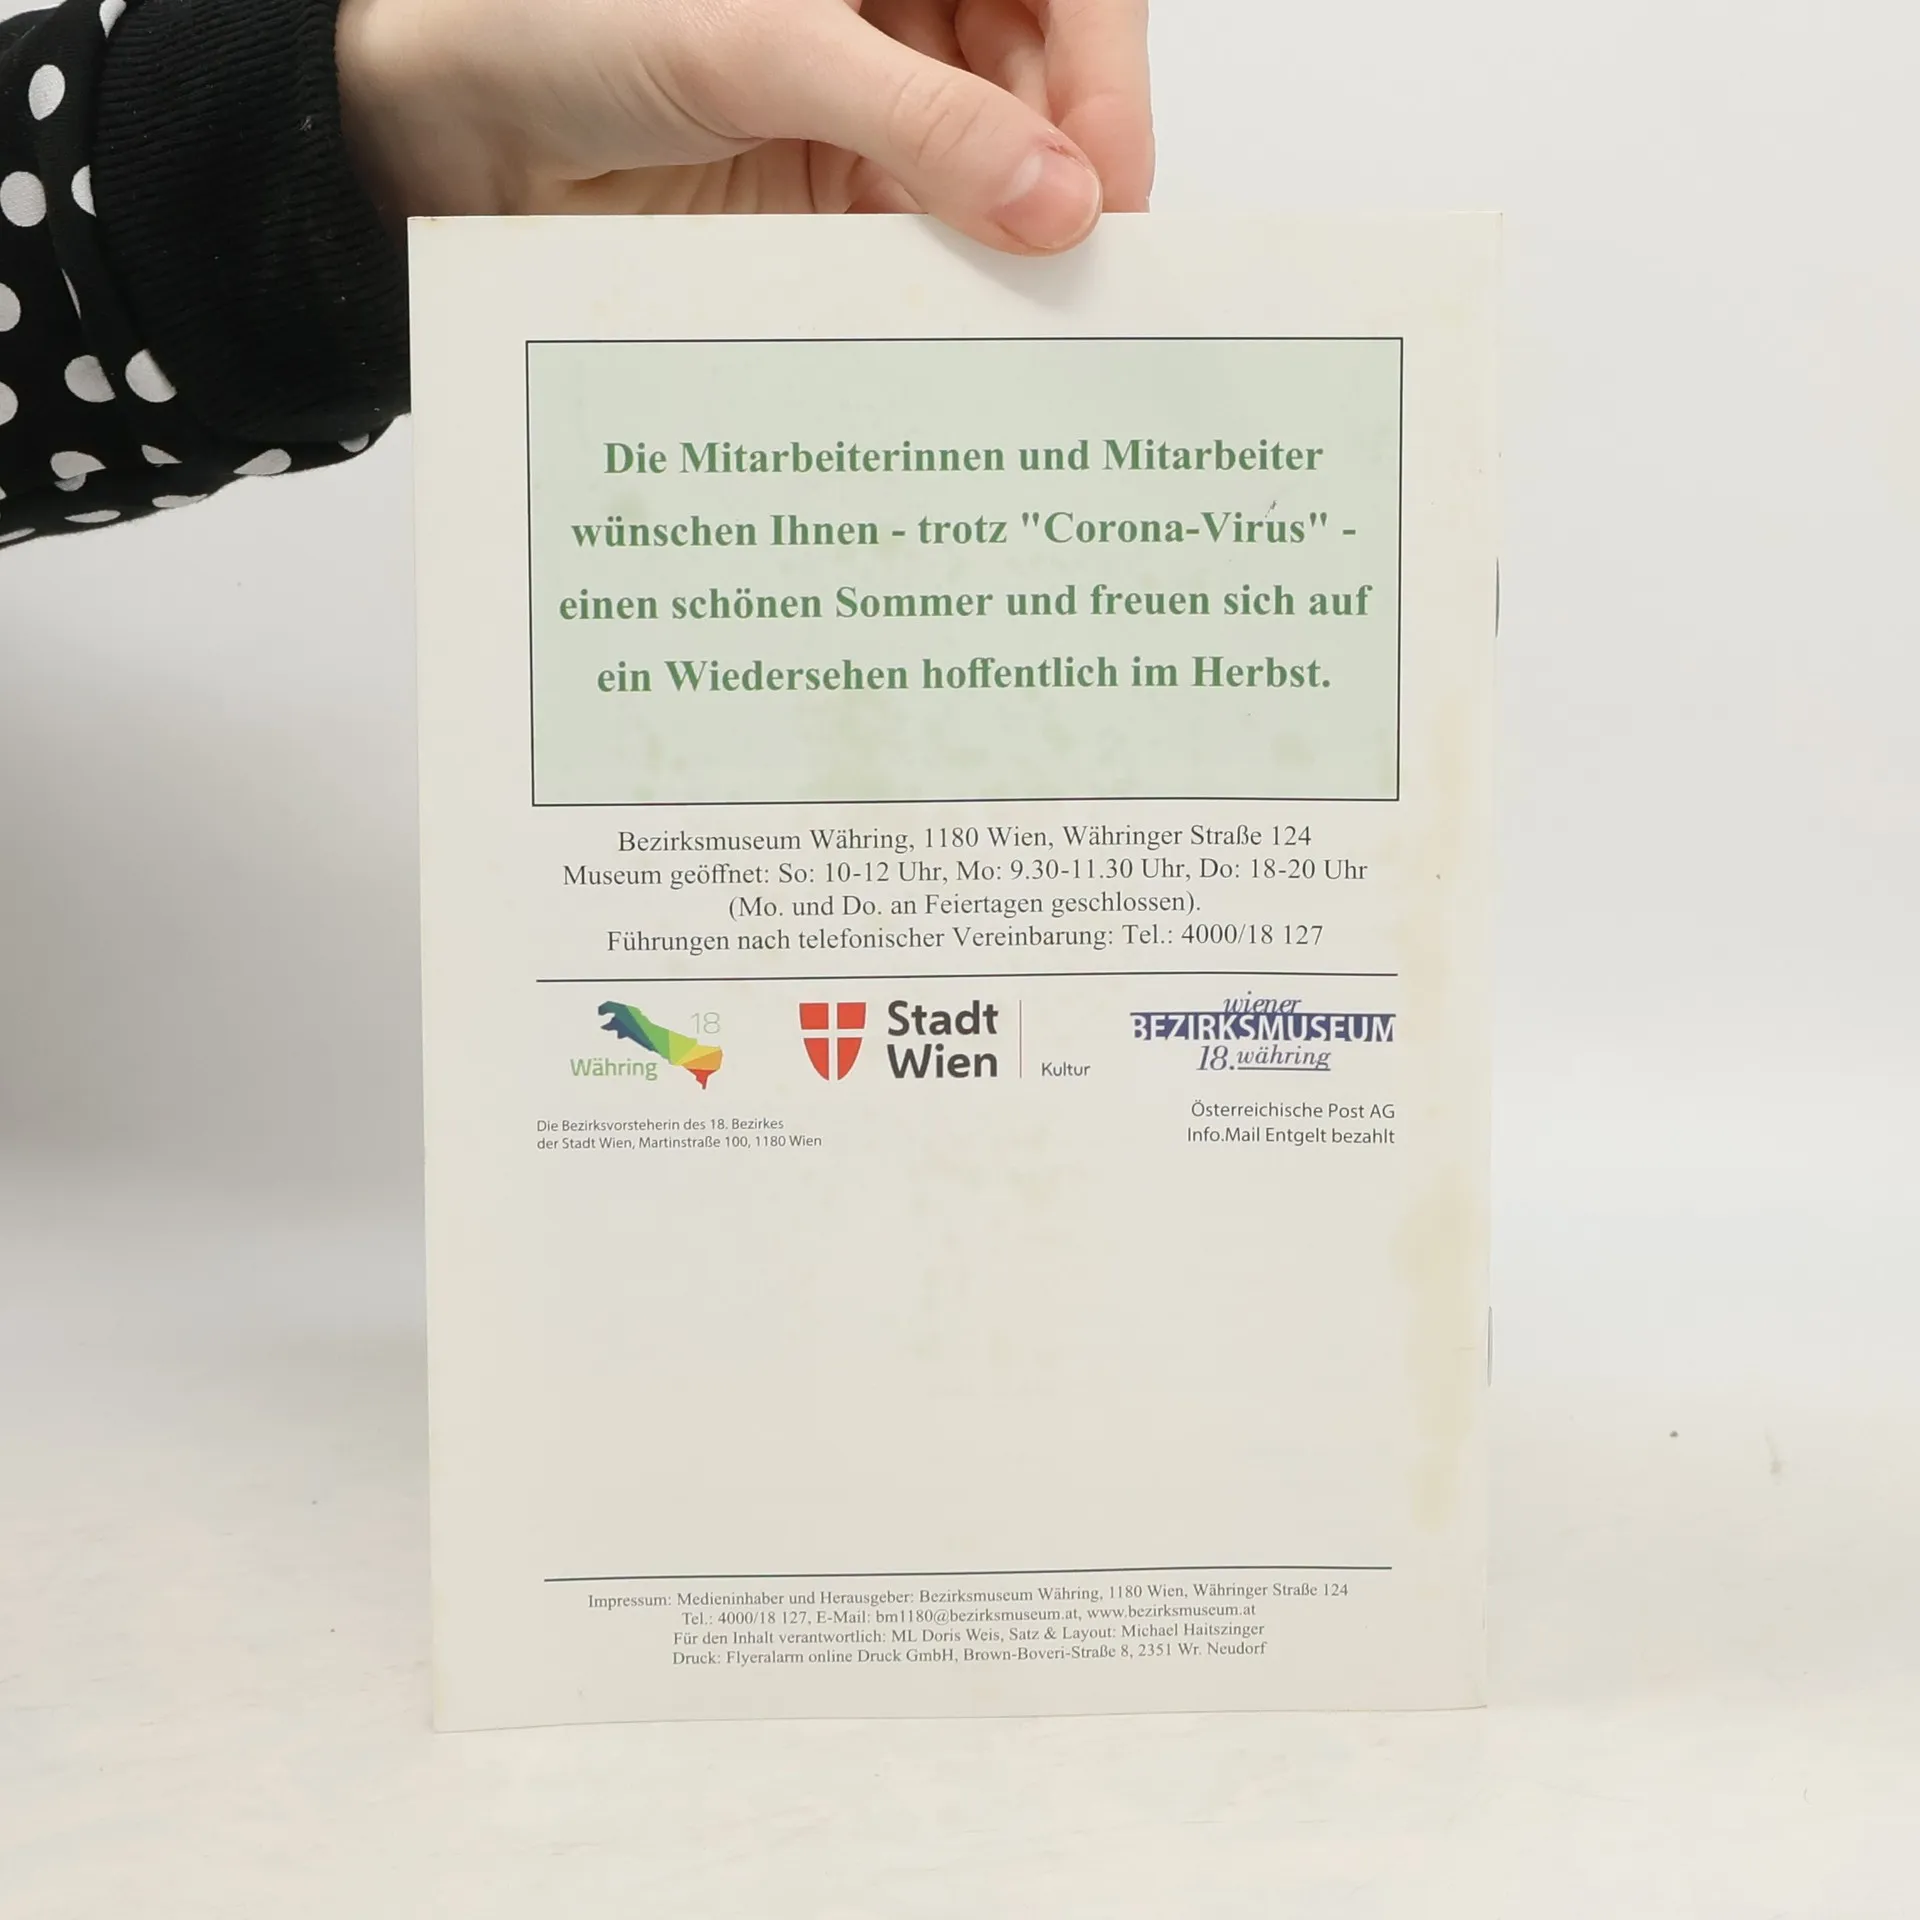 Die Mitarbeiterinnen und Mitarbeiter
wünschen Ihnen - trotz "Corona-Virus" -
einen schönen Sommer und freuen sich auf
ein Wiedersehen hoffentlich im Herbst.
Bezirksmuseum Währing, 1180 Wien, Währinger Straße 124
Museum geöffnet: So: 10-12 Uhr, Mo: 9.30-11.30 Uhr, Do: 18-20 Uhr
(Mo. und Do. an Feiertagen geschlossen).
Führungen nach telefonischer Vereinbarung: Tel.: 4000/18 127
18
Währing
Stadt
Wien
Kultur
wiener
BEZIRKSMUSEUM
18.währing
Die Bezirksvorsteherin des 18. Bezirkes
der Stadt Wien, Martinstraße 100, 1180 Wien
Österreichische Post AG
Info.Mail Entgelt bezahlt
Impressum: Medieninhaber und Herausgeber: Bezirksmuseum Währing, 1180 Wien, Währinger Straße 124
Tel.: 4000/18 127, E-Mail: bm1180@bezirksmuseum.at, www.bezirksmuseum.at
Für den Inhalt verantwortlich: ML Doris Weis, Satz & Layout: Michael Haitszinger
Druck: Flyeralarm online Druck GmbH, Brown-Boveri-Straße 8, 2351 Wr. Neudorf